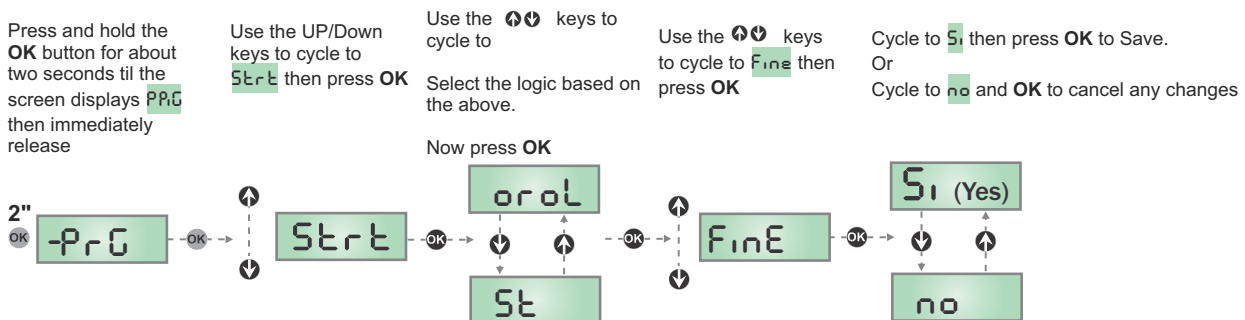 Press and hold the
OK button for about
two seconds til the
screen displays PAG
then immediately
release
Use the UP/Down
keys to cycle to
Strt then press OK
Use the keys to
cycle to
Select the logic based on
the above.
Now press OK
Use the keys
to cycle to Fine then
press OK
Cycle to Si then press OK to Save.
Or
Cycle to no and OK to cancel any changes
2"
OK
-PrG
OK
Strt
OK
oroL
St
OK
FinE
OK
Si (Yes)
no